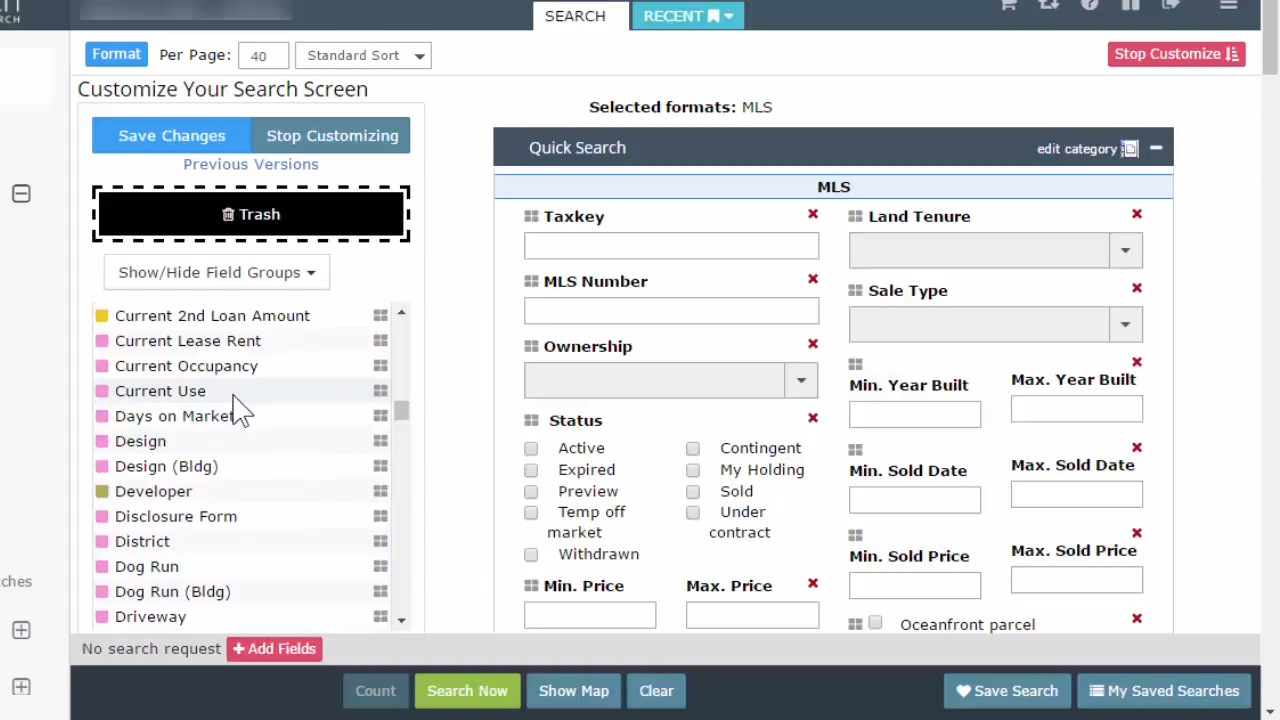 SEARCH
RECENT
Format
Per Page:
40
Standard Sort
Stop Customize
Customize Your Search Screen
Save Changes
Stop Customizing
Previous Versions
Trash
Show/Hide Field Groups
Current 2nd Loan Amount
Current Lease Rent
Current Occupancy
Current Use
Days on Market
Design
Design (Bldg)
Developer
Disclosure Form
District
Dog Run
Dog Run (Bldg)
Driveway
Selected formats: MLS
Quick Search
edit category
MLS
Taxkey
MLS Number
Ownership
Status
Active
Contingent
Expired
My Holding
Preview
Sold
Temp off
market
Under
contract
Withdrawn
Min. Price
Max. Price
Land Tenure
Sale Type
Min. Year Built
Max. Year Built
Min. Sold Date
Max. Sold Date
Min. Sold Price
Max. Sold Price
Oceanfront parcel
No search request
Add Fields
Count
Search Now
Show Map
Clear
Save Search
My Saved Searches